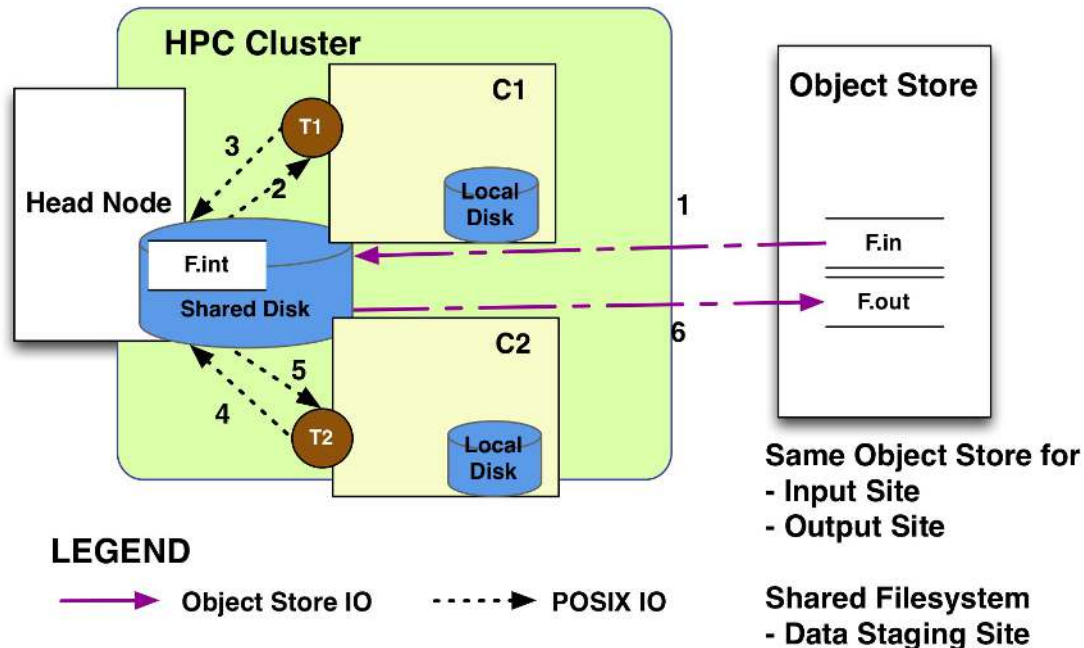 HPC Cluster
C1
Object Store
T1
3
2
Head Node
Local
Disk
1
F.in
F.int
Shared Disk
F.out
6
C2
5
4
T2
Local
Disk
Same Object Store for
- Input Site
- Output Site
LEGEND
Object Store IO
POSIX IO
Shared Filesystem
- Data Staging Site